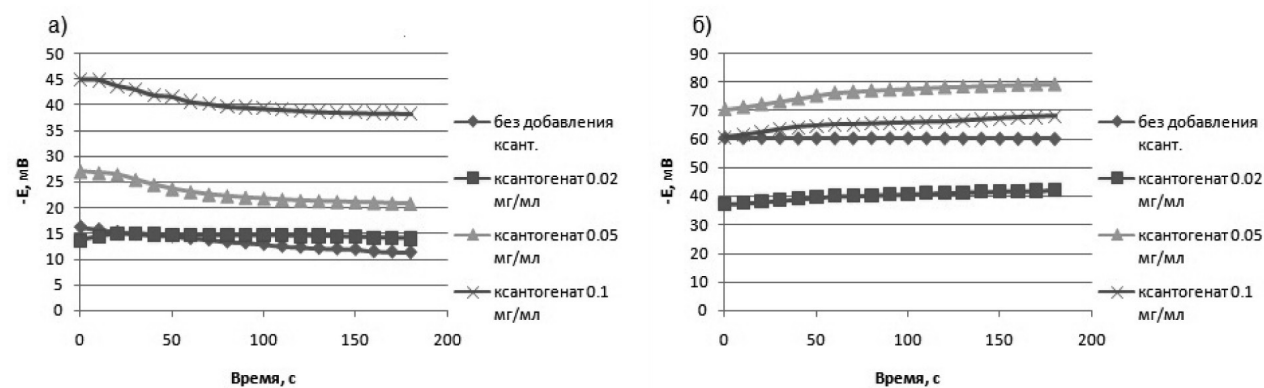 а)
50
45
40
35
30
25
20
15
10
5
0
-Е, мВ
0 50 100 150 200
Время, с
без добавления
ксант.
ксантогенат 0.02
мг/мл
ксантогенат 0.05
мг/мл
ксантогенат 0.1
мг/мл
б)
90
80
70
60
50
40
30
20
10
0
-Е, мВ
0 50 100 150 200
Время, с
без добавления
ксант.
ксантогенат 0.02
мг/мл
ксантогенат 0.05
мг/мл
ксантогенат 0.1
мг/мл